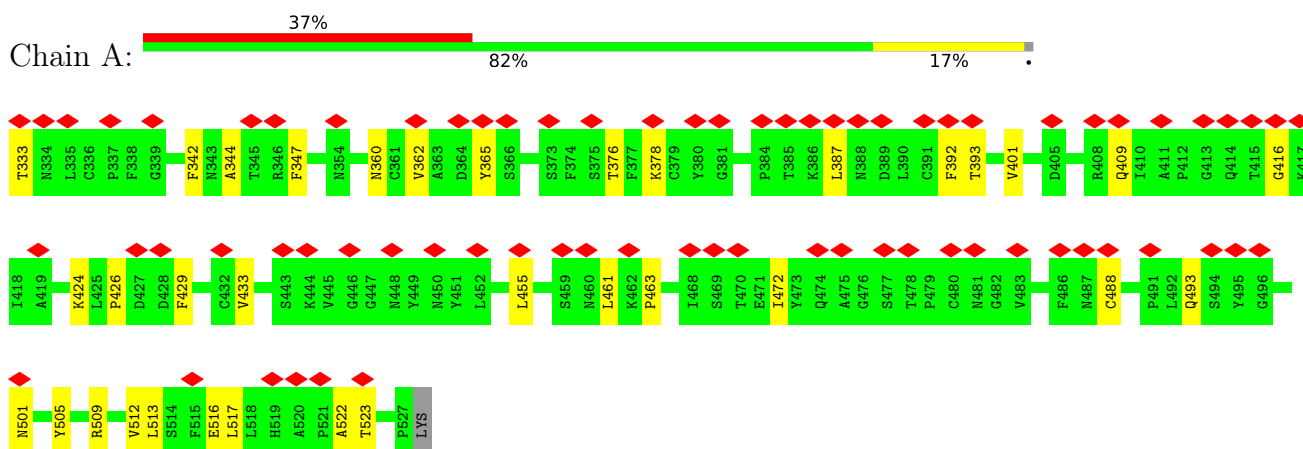 37%
Chain A:
82% 17% •
T333 N334 L335 C336 P337 F338 G339 F342 N343 A344 T345 R346 F347 N354 N360 C361 V362 A363 D364 Y365 S366 S373 F374 S375 T376 F377 K378 C379 Y380 G381 P384 T385 K386 L387 N388 D389 L390 C391 F392 T393 V401 D405 R408 Q409 I410 A411 P412 G413 Q414 T415 G416 K417
I418 A419 K424 L425 P426 D427 D428 F429 C432 V433 S443 K444 V445 G446 G447 N448 Y449 N450 Y451 L452 L455 S459 N460 L461 K462 P463 I468 S469 T470 E471 I472 Y473 Q474 A475 G476 S477 T478 P479 C480 N481 G482 V483 F486 N487 C488 P491 L492 Q493 S494 Y495 G496
N501 Y505 R509 V512 L513 S514 F515 E516 L517 L518 H519 A520 P521 A522 T523 P527 LYS